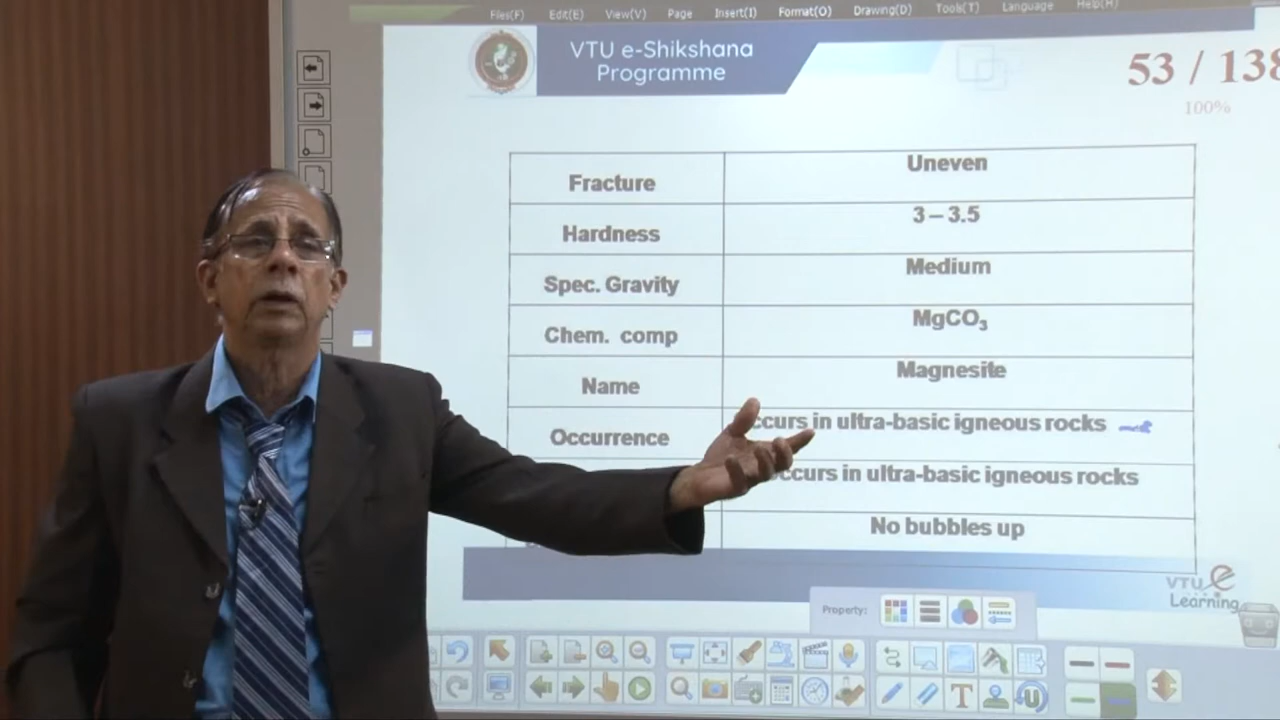 Files(F) Edit(E) View(V) Page Insert(I) Format(O) Drawing(D) Tools(T) Language Help(H)
VTU e-Shikshana
Programme
53 / 138
100%
Fracture Uneven
Hardness 3 – 3.5
Spec. Gravity Medium
Chem. comp MgCO₃
Name Magnesite
Occurrence ccurs in ultra-basic igneous rocks
occurs in ultra-basic igneous rocks
No bubbles up
VTU e
Learning
Property:
T